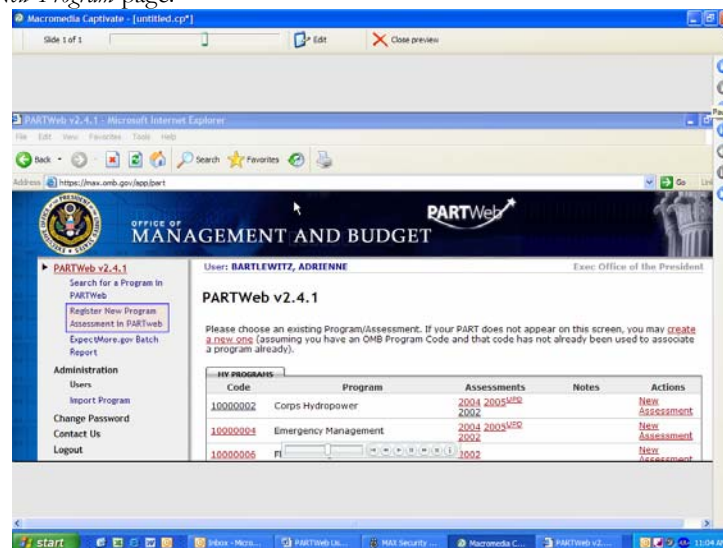 New Program page.
Macromedia Captivate - [untitled.cp*]
Slide 1 of 1
Edit
Close preview
PARTWeb v2.4.1 - Microsoft Internet Explorer
File Edit View Favorites Tools Help
Back
Search
Favorites
Address
https://max.omb.gov/app/part
Go
OFFICE OF
MANAGEMENT AND BUDGET
PARTWeb
PARTWeb v2.4.1
Search for a Program in
PARTWeb
Register New Program
Assessment in PARTweb
ExpectMore.gov Batch
Report
Administration
Users
Import Program
Change Password
Contact Us
Logout
User: BARTLEWITZ, ADRIENNE
Exec Office of the President
PARTWeb v2.4.1
Please choose an existing Program/Assessment. If your PART does not appear on this screen, you may create
a new one (assuming you have an OMB Program Code and that code has not already been used to associate
a program already).
MY PROGRAMS
Code Program Assessments Notes Actions
10000002 Corps Hydropower 2004 2005UPD 2002 New Assessment
10000004 Emergency Management 2004 2005UPD 2002 New Assessment
10000006 2002 New Assessment
start
Inbox - Micro...
PARTWeb Us...
MAX Security ...
Macromedia C...
PARTWeb v2....
11:04